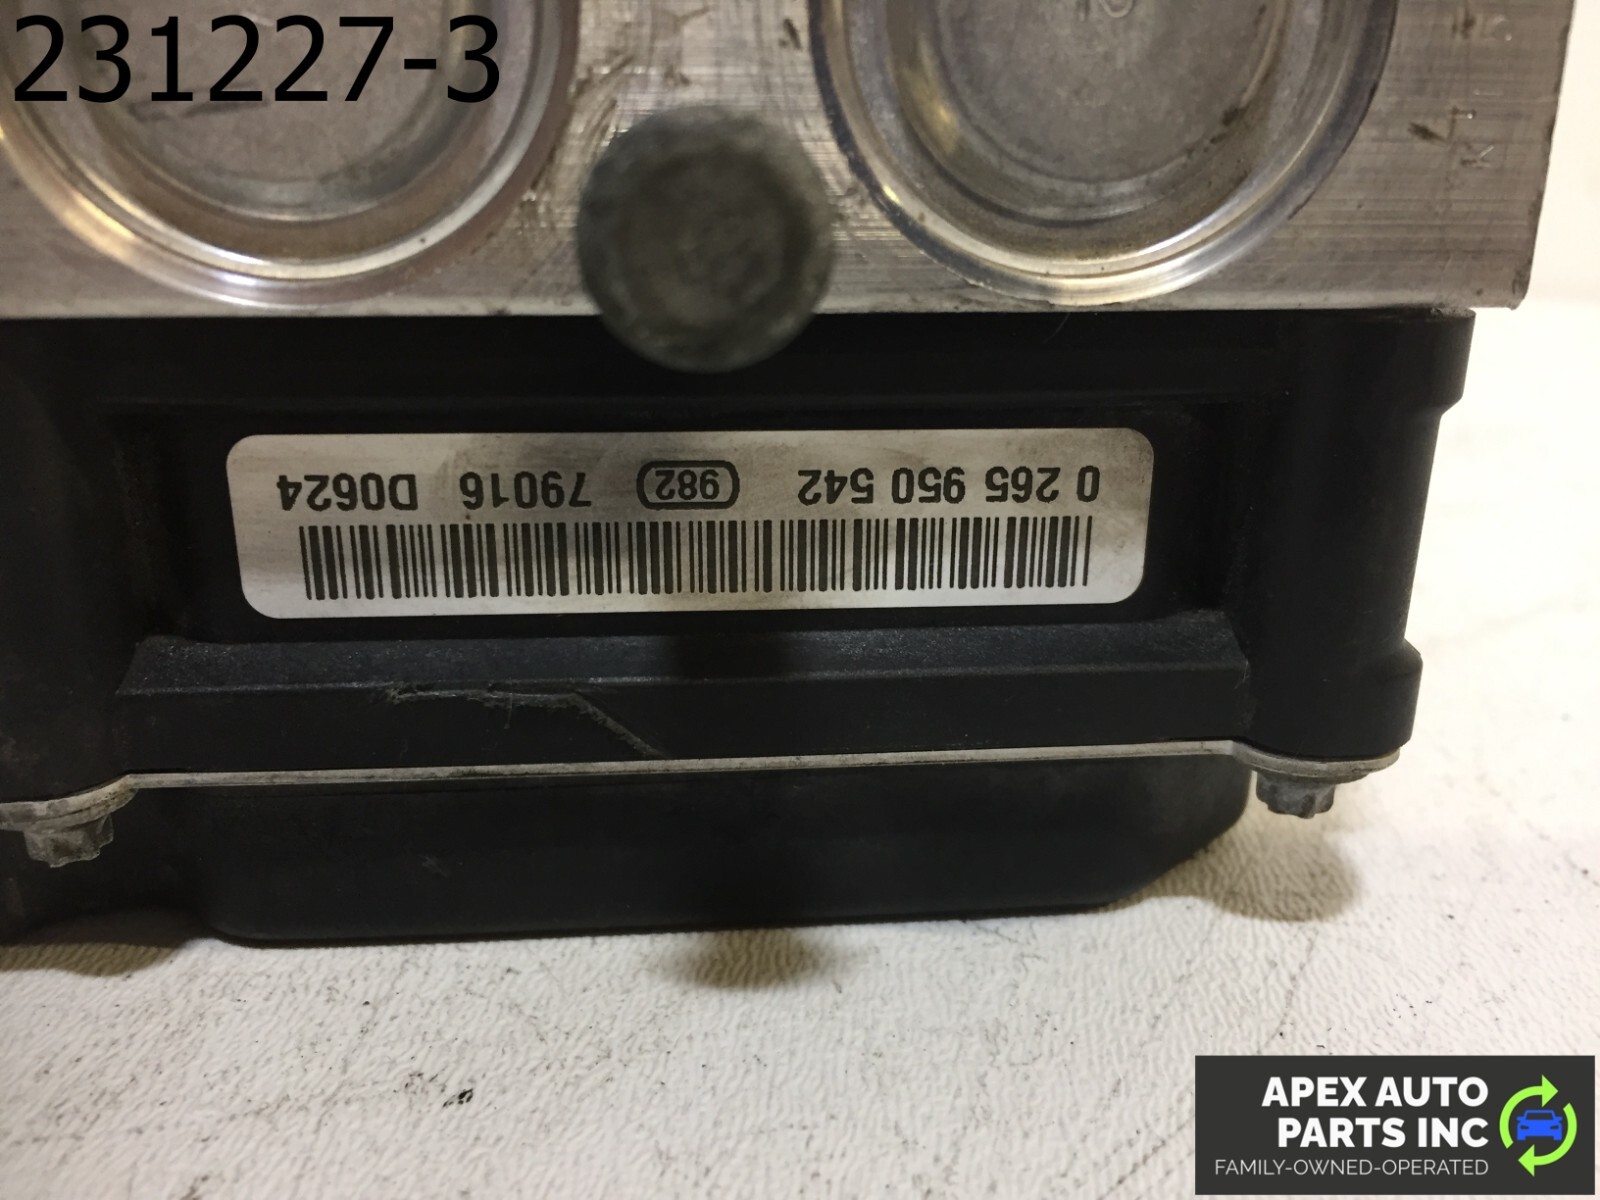 231227-3
0 265 950 542 982 79016 D0624
APEX AUTO
PARTS INC
FAMILY-OWNED-OPERATED